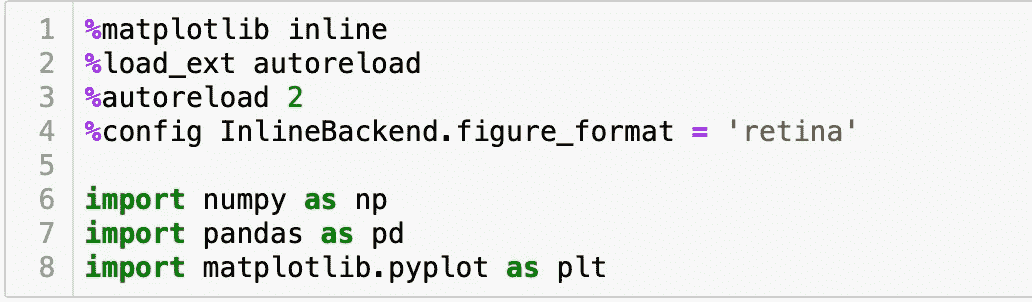 1 %matplotlib inline
2 %load_ext autoreload
3 %autoreload 2
4 %config InlineBackend.figure_format = 'retina'
5
6 import numpy as np
7 import pandas as pd
8 import matplotlib.pyplot as plt